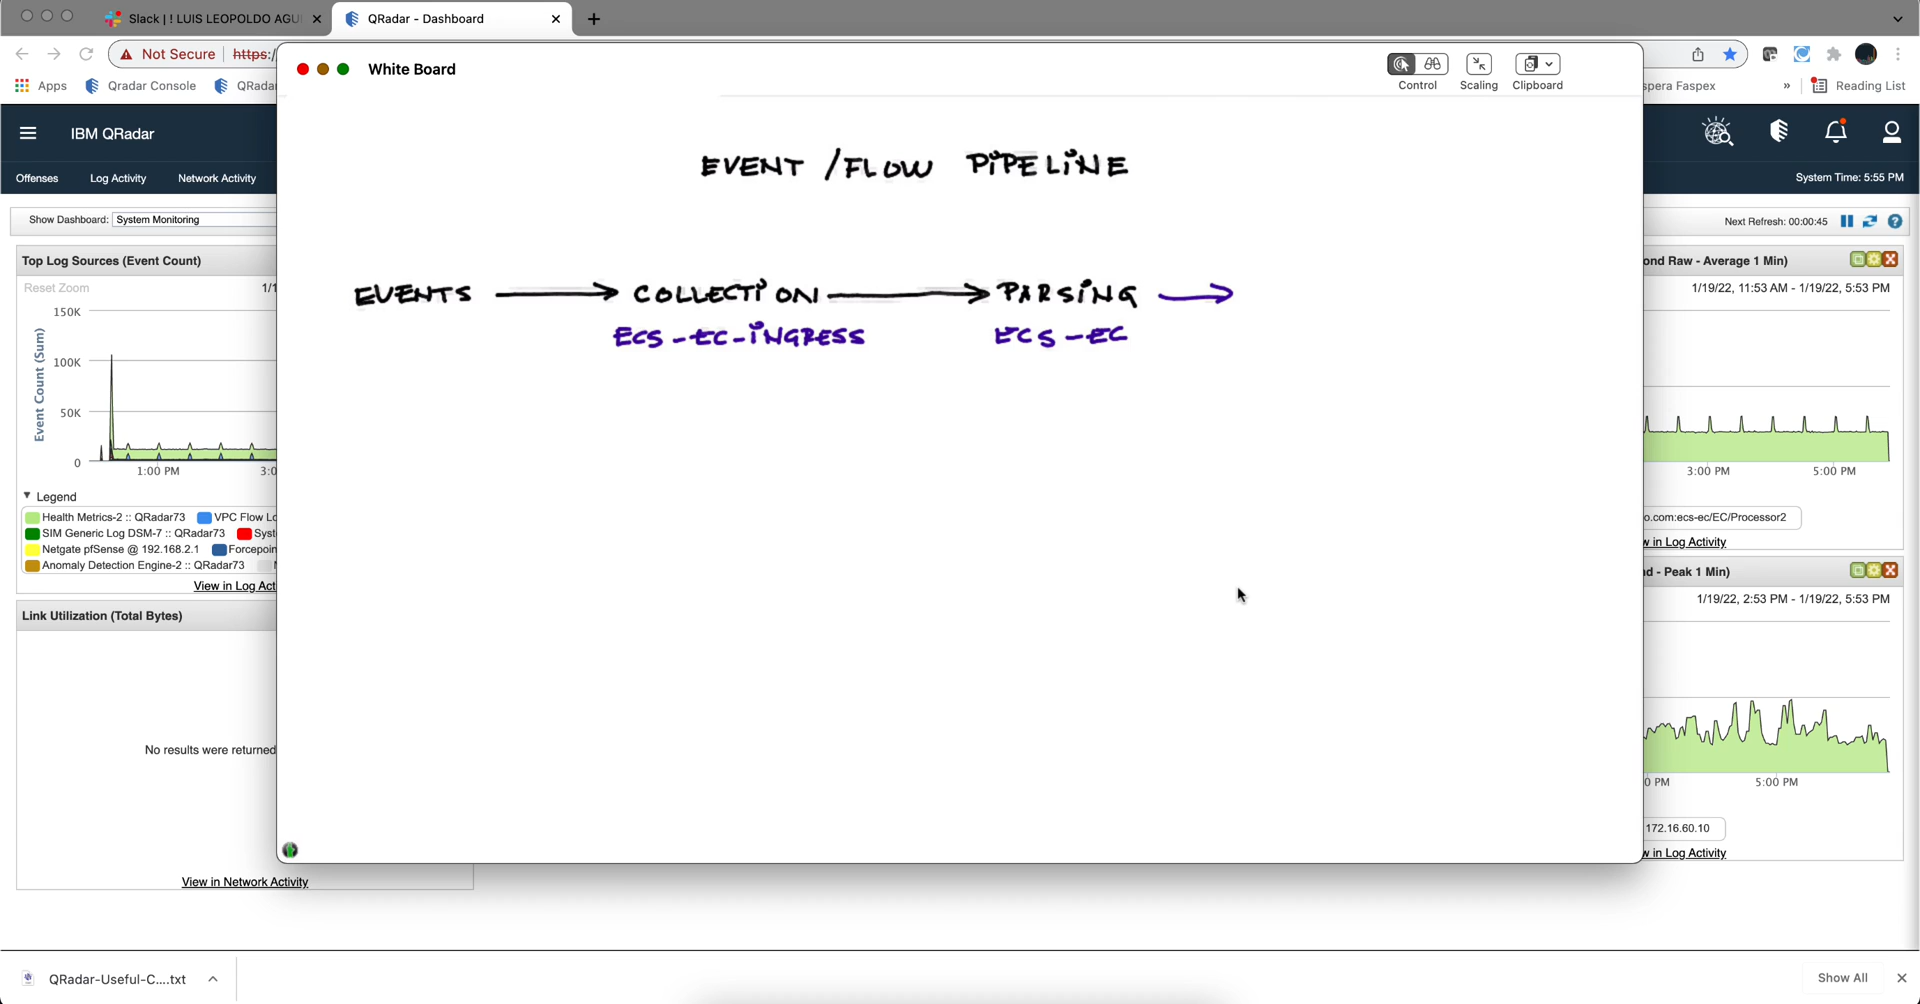 Slack | ! LUIS LEOPOLDO AGU
QRadar - Dashboard
Not Secure
https:/
Apps
Qradar Console
QRada
spera Faspex
»
Reading List
White Board
Control
Scaling
Clipboard
IBM QRadar
Offenses
Log Activity
Network Activity
System Time: 5:55 PM
Show Dashboard: System Monitoring
Next Refresh: 00:00:45
EVENT / FLOW PIPELINE
EVENTS → COLLECTION → PARSING →
ECS - EC - INGRESS
ECS - EC
Top Log Sources (Event Count)
Reset Zoom
1/1
Event Count (Sum)
150K
100K
50K
0
1:00 PM
3:0
Legend
Health Metrics-2 :: QRadar73
VPC Flow Lo
SIM Generic Log DSM-7 :: QRadar73
Syst
Netgate pfSense @ 192.168.2.1
Forcepoin
Anomaly Detection Engine-2 :: QRadar73
View in Log Act
Link Utilization (Total Bytes)
No results were returned
View in Network Activity
ond Raw - Average 1 Min)
1/19/22, 11:53 AM - 1/19/22, 5:53 PM
3:00 PM
5:00 PM
o.com:ecs-ec/EC/Processor2
w in Log Activity
d - Peak 1 Min)
1/19/22, 2:53 PM - 1/19/22, 5:53 PM
0 PM
5:00 PM
172.16.60.10
w in Log Activity
QRadar-Useful-C....txt
Show All